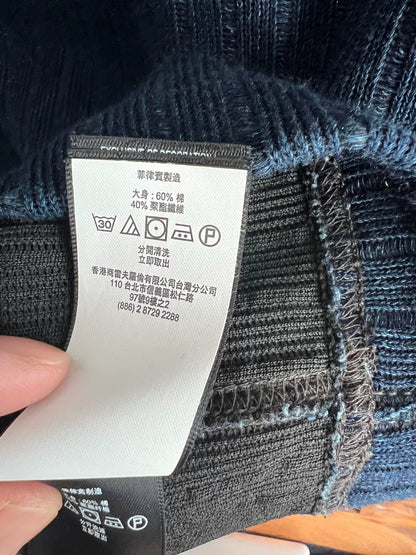 菲律賓製造
大身: 60% 棉
40% 聚酯纖維
30 P
分開清洗
立即取出
香港商雷夫羅倫有限公司台灣分公司
110 台北市信義區松仁路
97號9樓之2
(886) 2 8729 2288